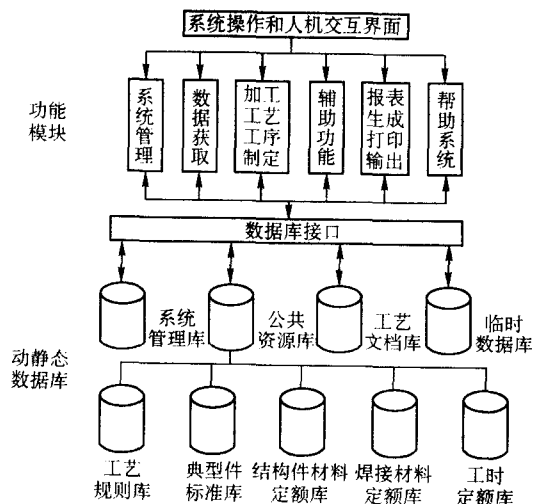 系统操作和人机交互界面
功能
模块
系统管理
数据获取
加工
工艺
工序
制定
辅助功能
报表
生成
打印
输出
帮助系统
数据库接口
系统
管理库
公共
资源库
工艺
文档库
临时
数据库
动静态
数据库
工艺
规则库
典型件
标准库
结构件材料
定额库
焊接材料
定额库
工时
定额库